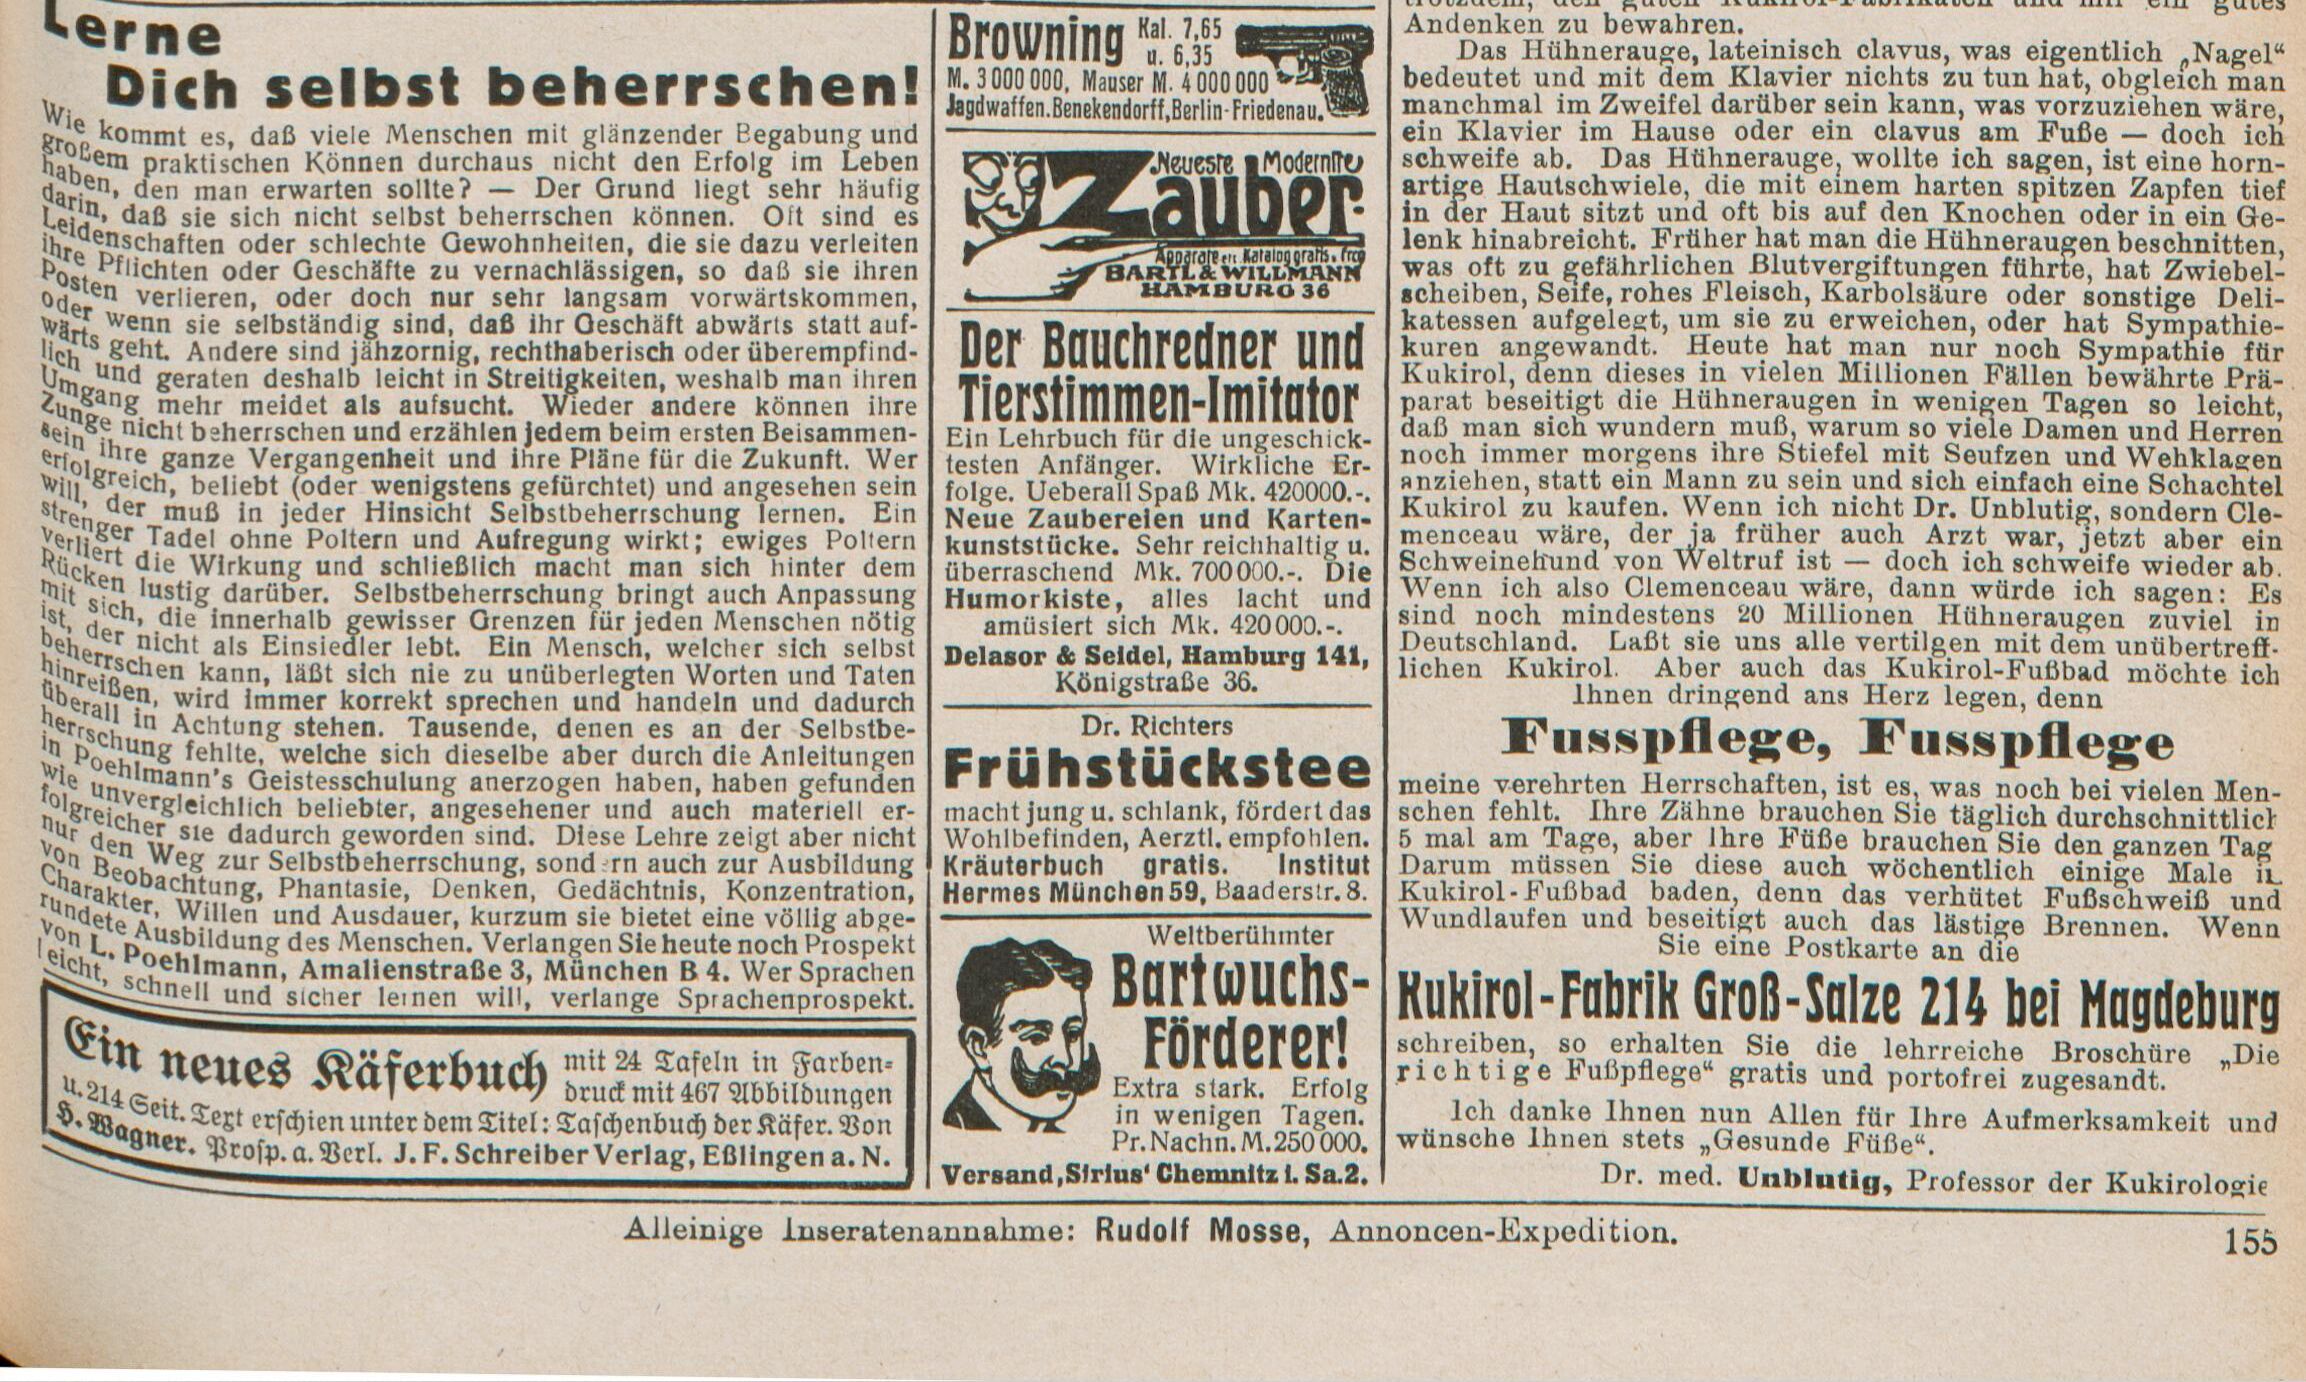 Lerne
Dich selbst beherrschen!
Wie kommt es, daß viele Menschen mit glänzender Begabung und
großem praktischen Können durchaus nicht den Erfolg im Leben
haben, den man erwarten sollte? — Der Grund liegt sehr häufig
darin, daß sie sich nicht selbst beherrschen können. Oft sind es
Leidenschaften oder schlechte Gewohnheiten, die sie dazu verleiten
ihre Pflichten oder Geschäfte zu vernachlässigen, so daß sie ihren
Posten verlieren, oder doch nur sehr langsam vorwärtskommen,
oder wenn sie selbständig sind, daß ihr Geschäft abwärts statt auf-
wärts geht. Andere sind jähzornig, rechthaberisch oder überempfind-
lich und geraten deshalb leicht in Streitigkeiten, weshalb man ihren
Umgang mehr meidet als aufsucht. Wieder andere können ihre
Zunge nicht beherrschen und erzählen jedem beim ersten Beisammen-
sein ihre ganze Vergangenheit und ihre Pläne für die Zukunft. Wer
erfolgreich, beliebt (oder wenigstens gefürchtet) und angesehen sein
will, der muß in jeder Hinsicht Selbstbeherrschung lernen. Ein
strenger Tadel ohne Poltern und Aufregung wirkt; ewiges Poltern
verliert die Wirkung und schließlich macht man sich hinter dem
Rücken lustig darüber. Selbstbeherrschung bringt auch Anpassung
mit sich, die innerhalb gewisser Grenzen für jeden Menschen nötig
ist, der nicht als Einsiedler lebt. Ein Mensch, welcher sich selbst
beherrschen kann, läßt sich nie zu unüberlegten Worten und Taten
hinreißen, wird immer korrekt sprechen und handeln und dadurch
überall in Achtung stehen. Tausende, denen es an der Selbstbe-
herrschung fehlte, welche sich dieselbe aber durch die Anleitungen
in Poehlmann's Geistesschulung anerzogen haben, haben gefunden
wie unvergleichlich beliebter, angesehener und auch materiell er-
folgreicher sie dadurch geworden sind. Diese Lehre zeigt aber nicht
nur den Weg zur Selbstbeherrschung, sondern auch zur Ausbildung
von Beobachtung, Phantasie, Denken, Gedächtnis, Konzentration,
Charakter, Willen und Ausdauer, kurzum sie bietet eine völlig abge-
rundete Ausbildung des Menschen. Verlangen Sie heute noch Prospekt
von L. Poehlmann, Amalienstraße 3, München B 4. Wer Sprachen
leicht, schnell und sicher lernen will, verlange Sprachenprospekt.
Ein neues Käferbuch mit 24 Tafeln in Farben-
druck mit 467 Abbildungen
u. 214 Seit. Text erschien unter dem Titel: Taschenbuch der Käfer. Von
H. Wagner. Prosp. a. Verl. J. F. Schreiber Verlag, Eßlingen a. N.
Browning Kal. 7,65
u. 6,35
M. 3 000 000, Mauser M. 4 000 000
Jagdwaffen. Benekendorff, Berlin-Friedenau.
Neueste Modernste
Zauber-
Apparate etc. Katalog gratis u. frco
BARTL & WILLMANN
HAMBURG 36
Der Bauchredner und
Tierstimmen-Imitator
Ein Lehrbuch für die ungeschick-
testen Anfänger. Wirkliche Er-
folge. Ueberall Spaß Mk. 420000.-.
Neue Zaubereien und Karten-
kunststücke. Sehr reichhaltig u.
überraschend Mk. 700000.-. Die
Humorkiste, alles lacht und
amüsiert sich Mk. 420000.-.
Delasor & Seidel, Hamburg 141,
Königstraße 36.
Dr. Richters
Frühstückstee
macht jung u. schlank, fördert das
Wohlbefinden, Aerztl. empfohlen.
Kräuterbuch gratis. Institut
Hermes München 59, Baaderstr. 8.
Weltberühmter
Bartwuchs-
Förderer!
Extra stark. Erfolg
in wenigen Tagen.
Pr. Nachn. M. 250 000.
Versand ‚Sirius' Chemnitz i. Sa. 2.
trotzdem, den guten Kukirol-Fabrikaten und mir ein gutes
Andenken zu bewahren.
Das Hühnerauge, lateinisch clavus, was eigentlich „Nagel“
bedeutet und mit dem Klavier nichts zu tun hat, obgleich man
manchmal im Zweifel darüber sein kann, was vorzuziehen wäre,
ein Klavier im Hause oder ein clavus am Fuße — doch ich
schweife ab. Das Hühnerauge, wollte ich sagen, ist eine horn-
artige Hautschwiele, die mit einem harten spitzen Zapfen tief
in der Haut sitzt und oft bis auf den Knochen oder in ein Ge-
lenk hinabreicht. Früher hat man die Hühneraugen beschnitten,
was oft zu gefährlichen Blutvergiftungen führte, hat Zwiebel-
scheiben, Seife, rohes Fleisch, Karbolsäure oder sonstige Deli-
katessen aufgelegt, um sie zu erweichen, oder hat Sympathie-
kuren angewandt. Heute hat man nur noch Sympathie für
Kukirol, denn dieses in vielen Millionen Fällen bewährte Prä-
parat beseitigt die Hühneraugen in wenigen Tagen so leicht,
daß man sich wundern muß, warum so viele Damen und Herren
noch immer morgens ihre Stiefel mit Seufzen und Wehklagen
anziehen, statt ein Mann zu sein und sich einfach eine Schachtel
Kukirol zu kaufen. Wenn ich nicht Dr. Unblutig, sondern Cle-
menceau wäre, der ja früher auch Arzt war, jetzt aber ein
Schweinehund von Weltruf ist — doch ich schweife wieder ab.
Wenn ich also Clemenceau wäre, dann würde ich sagen: Es
sind noch mindestens 20 Millionen Hühneraugen zuviel in
Deutschland. Laßt sie uns alle vertilgen mit dem unübertreff-
lichen Kukirol. Aber auch das Kukirol-Fußbad möchte ich
Ihnen dringend ans Herz legen, denn
Fusspflege, Fusspflege
meine verehrten Herrschaften, ist es, was noch bei vielen Men-
schen fehlt. Ihre Zähne brauchen Sie täglich durchschnittlich
5 mal am Tage, aber Ihre Füße brauchen Sie den ganzen Tag
Darum müssen Sie diese auch wöchentlich einige Male in
Kukirol-Fußbad baden, denn das verhütet Fußschweiß und
Wundlaufen und beseitigt auch das lästige Brennen. Wenn
Sie eine Postkarte an die
Kukirol-Fabrik Groß-Salze 214 bei Magdeburg
schreiben, so erhalten Sie die lehrreiche Broschüre „Die
richtige Fußpflege“ gratis und portofrei zugesandt.
Ich danke Ihnen nun Allen für Ihre Aufmerksamkeit und
wünsche Ihnen stets „Gesunde Füße“.
Dr. med. Unblutig, Professor der Kukirologie
Alleinige Inseratenannahme: Rudolf Mosse, Annoncen-Expedition.
155